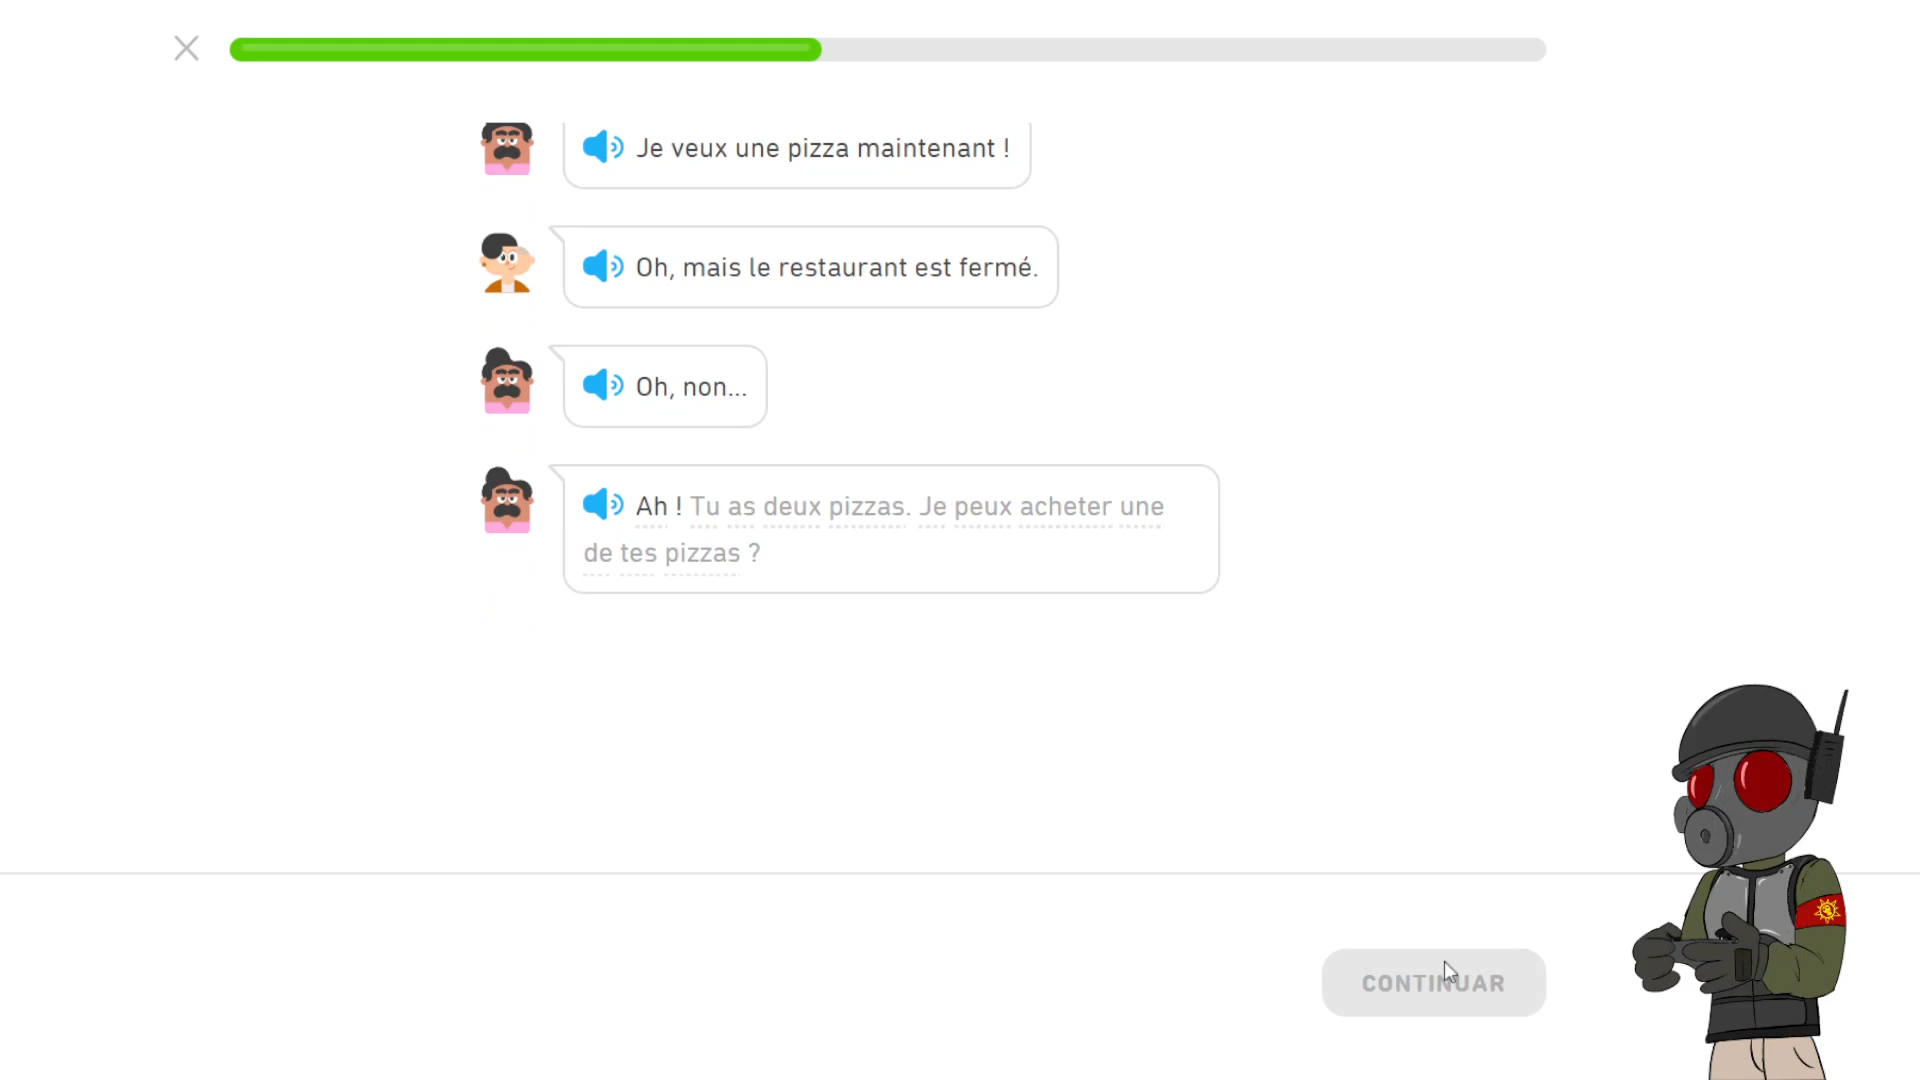 Je veux une pizza maintenant !
Oh, mais le restaurant est fermé.
Oh, non...
Ah ! Tu as deux pizzas. Je peux acheter une
de tes pizzas ?
CONTINUAR